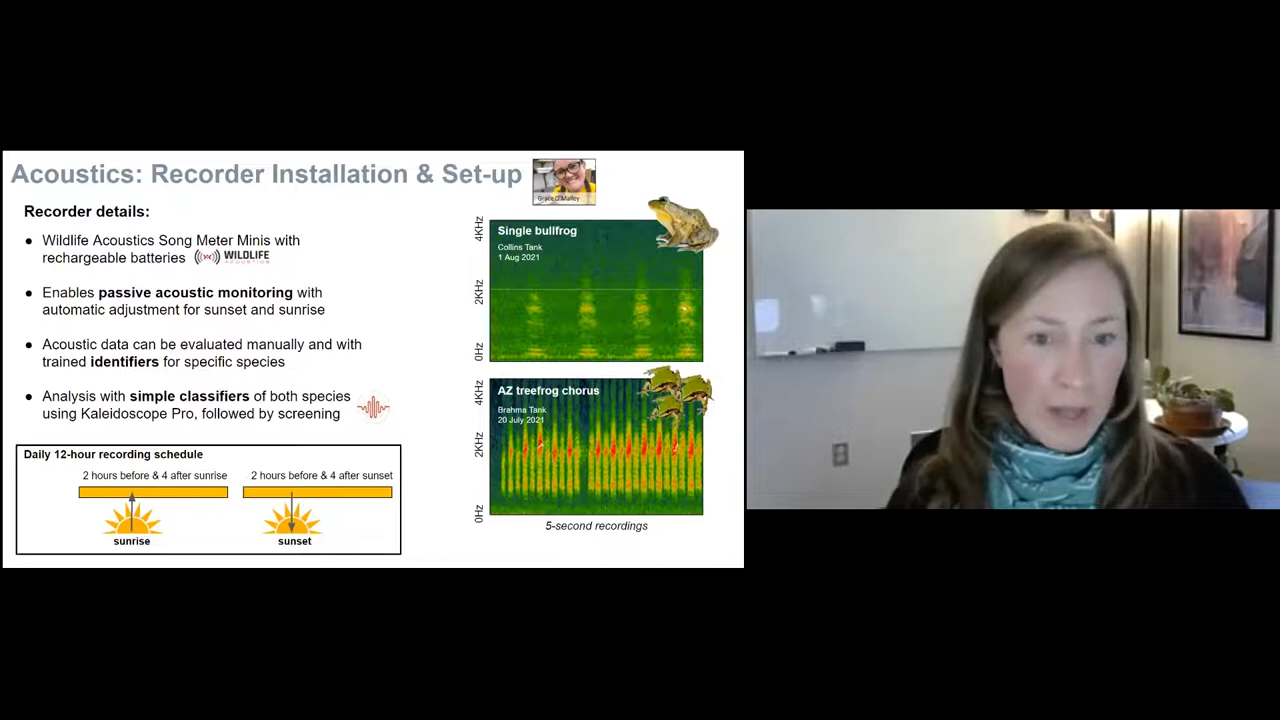 Acoustics: Recorder Installation & Set-up
Grace O'Malley
Recorder details:
● Wildlife Acoustics Song Meter Minis with
rechargeable batteries
WILDLIFE
ACOUSTICS
● Enables passive acoustic monitoring with
automatic adjustment for sunset and sunrise
● Acoustic data can be evaluated manually and with
trained identifiers for specific species
● Analysis with simple classifiers of both species
using Kaleidoscope Pro, followed by screening
Daily 12-hour recording schedule
2 hours before & 4 after sunrise
2 hours before & 4 after sunset
sunrise
sunset
4KHz
2KHz
0Hz
Single bullfrog
Collins Tank
1 Aug 2021
4KHz
2KHz
0Hz
AZ treefrog chorus
Brahma Tank
20 July 2021
5-second recordings